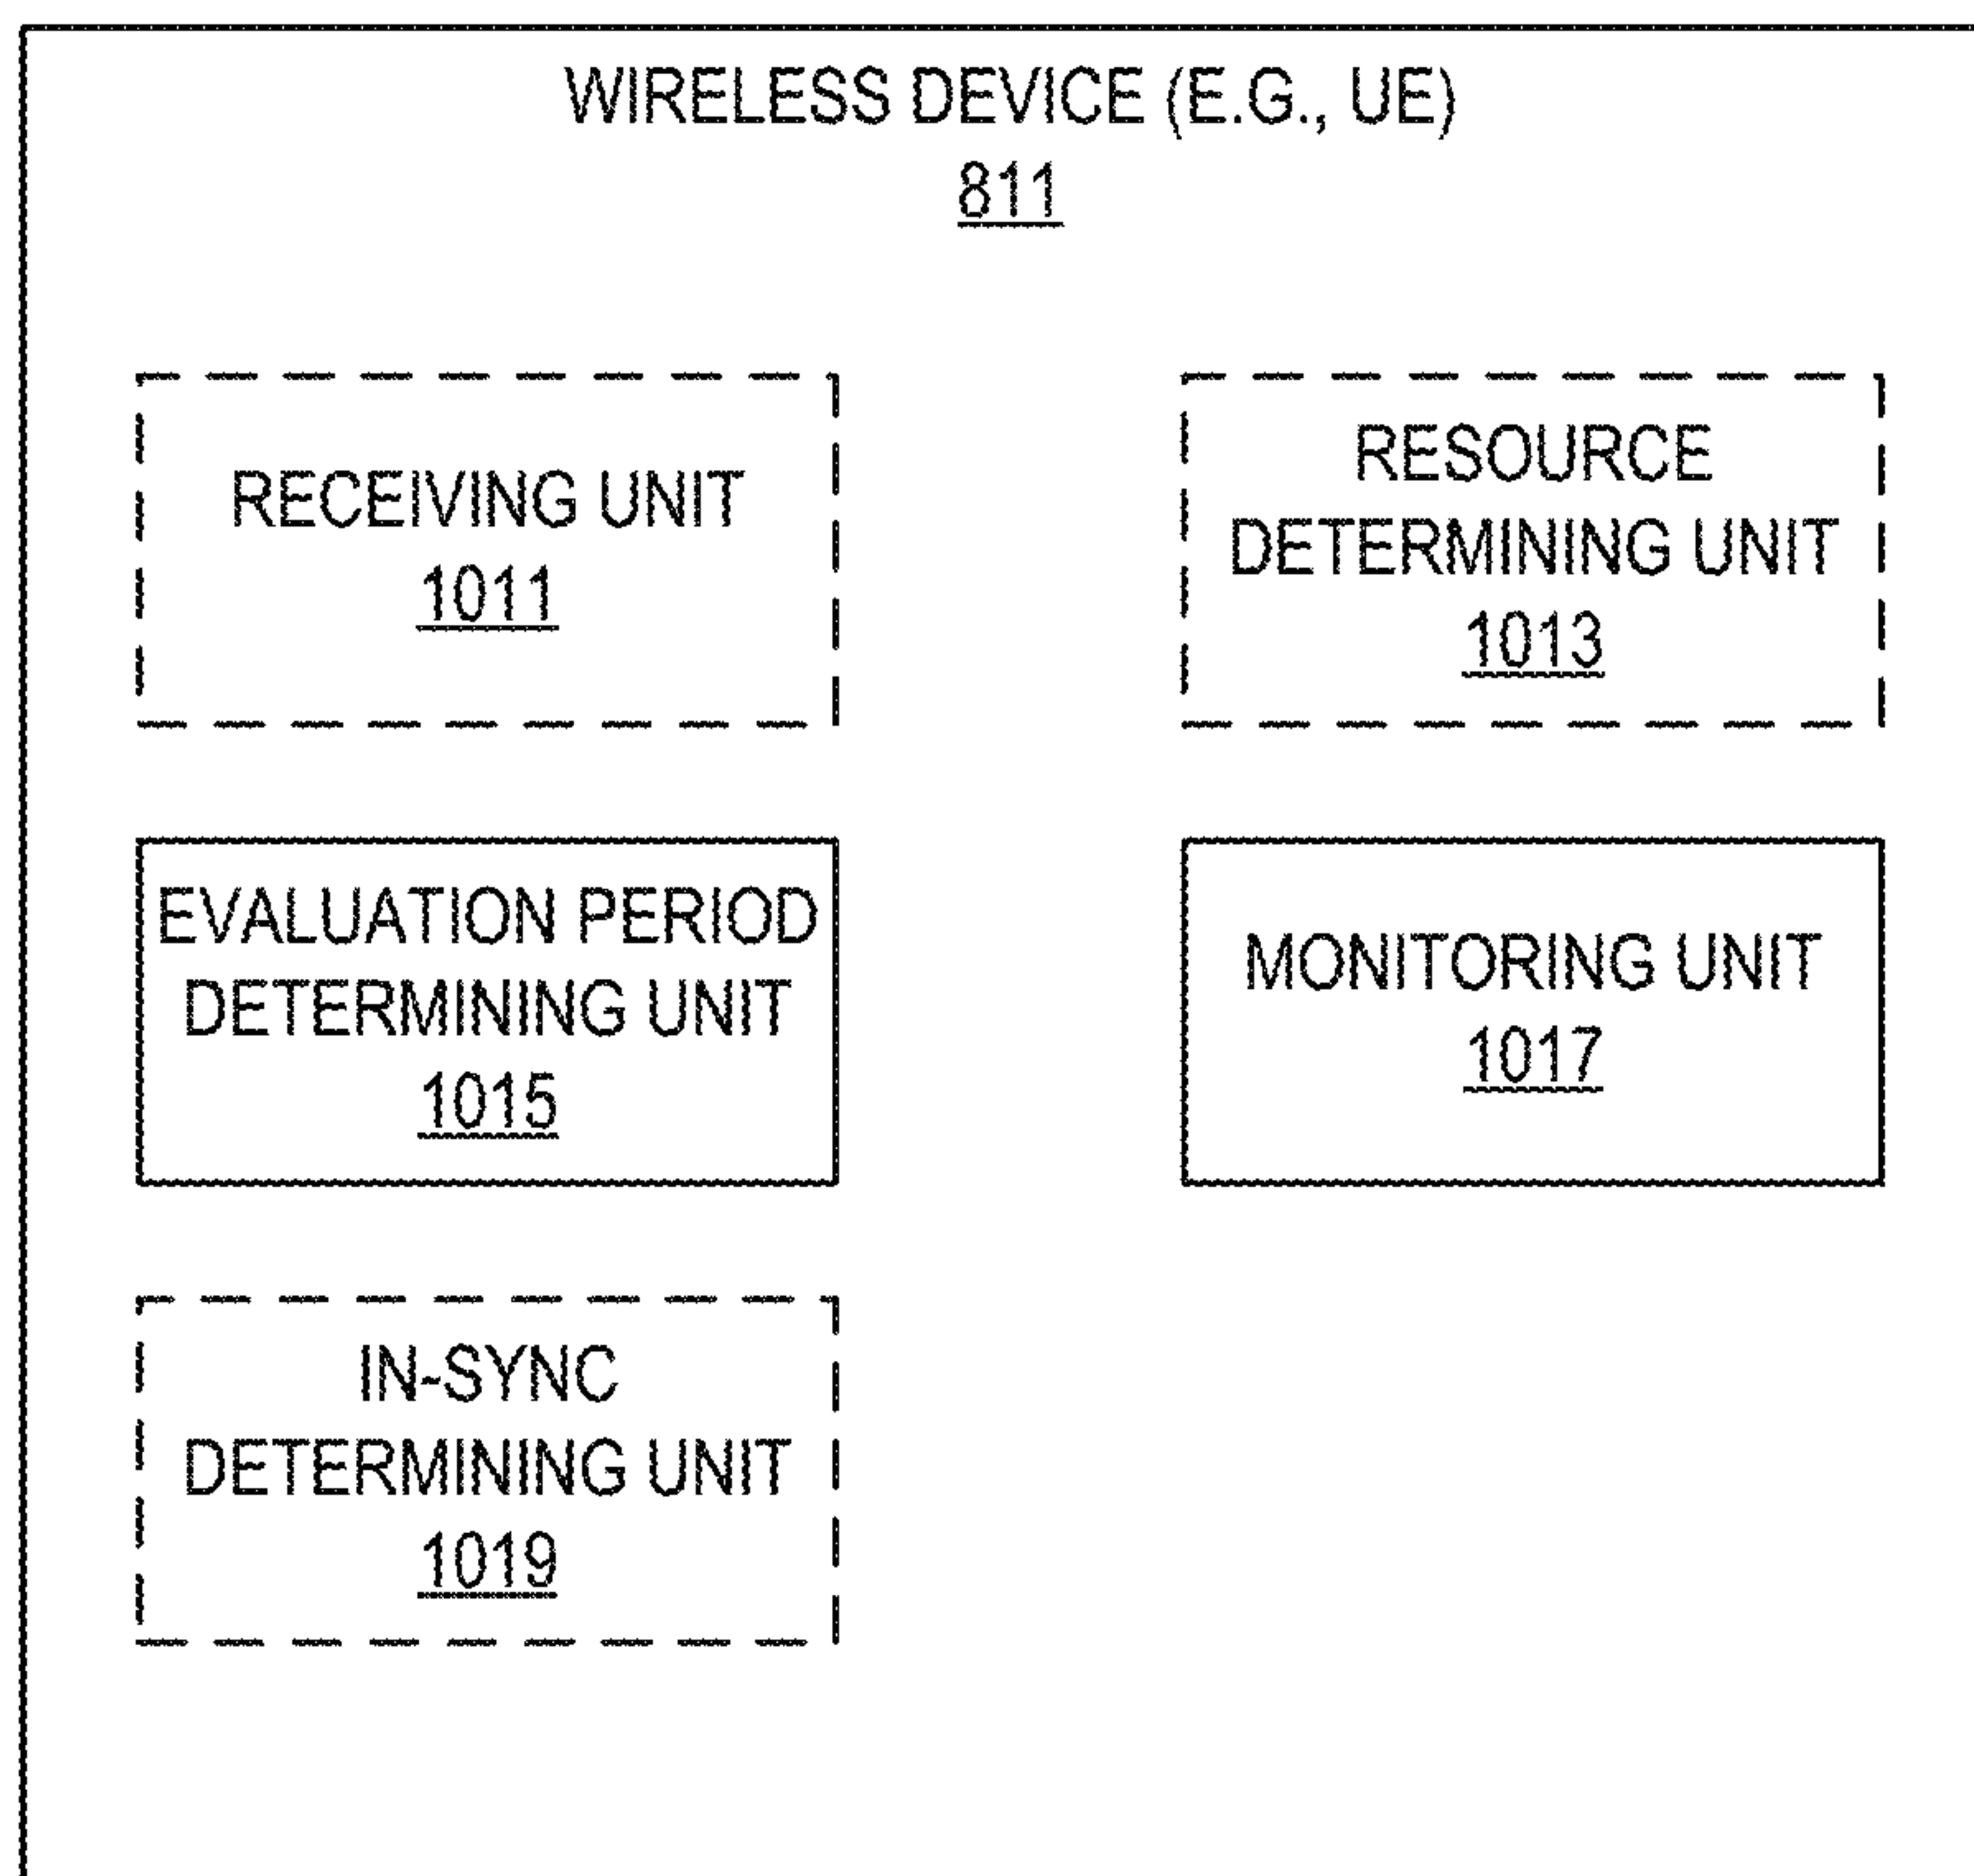 WIRELESS DEVICE (E.G., UE)
811
RECEIVING UNIT
1011
RESOURCE
DETERMINING UNIT
1013
EVALUATION PERIOD
DETERMINING UNIT
1015
MONITORING UNIT
1017
IN-SYNC
DETERMINING UNIT
1019